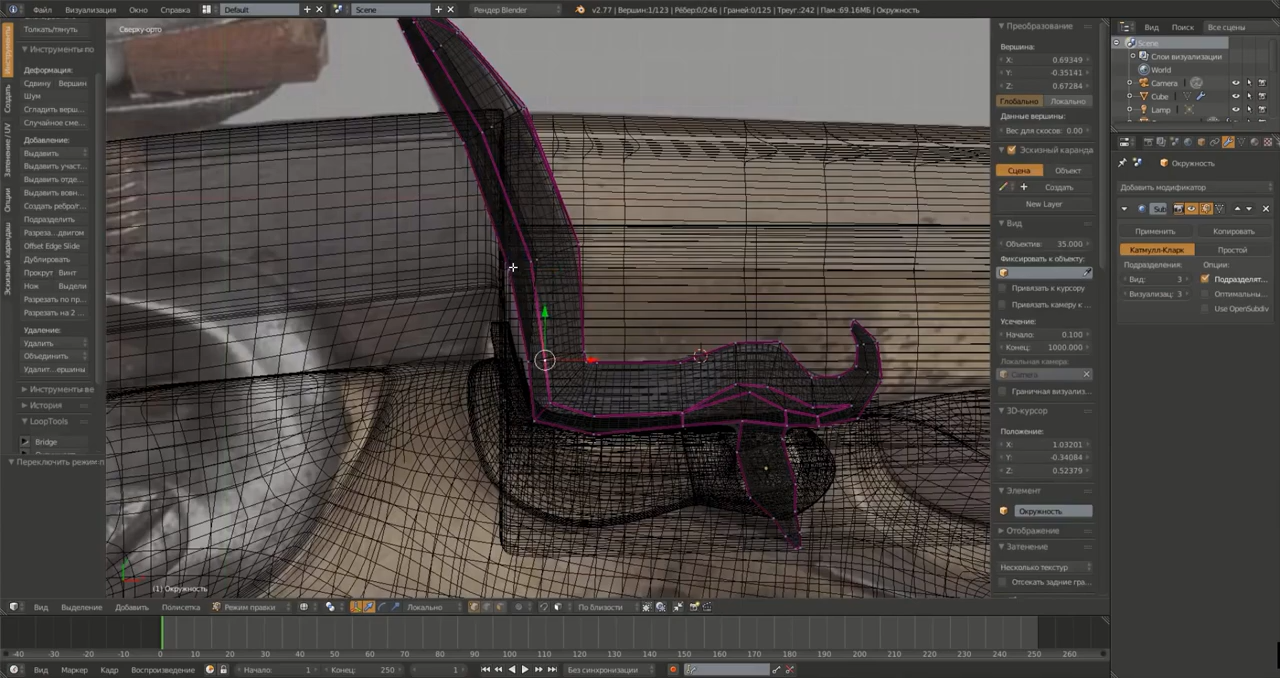 Файл Визуализация Окно Справка Default Scene Рендер Blender v2.77 | Вершин:1/123 | Рёбер:0/246 | Граней:0/125 | Треуг.:242 | Пам.:69.16МБ | Окружность
Толкать/тянуть
Инструменты по
Деформация:
Сдвину Вершин
Шум
Сгладить верш...
Случайное сме...
Добавление:
Выдавить
Выдавить участ...
Выдавить отде...
Выдавить вовн...
Создать ребро/г
Подразделить
Разреза...двигом
Offset Edge Slide
Дублировать
Прокрут Винт
Нож Выдели
Разрезать по пр...
Разрезать на 2 ...
Удаление:
Удалить
Объединить
Удалит...ершины
Инструменты ве
История
LoopTools
Bridge
Переключить режим п
Инструменты
Создать
Затенение / UV
Опции
Эскизный карандаш
Сверху-орто
(1) Окружность
Преобразование
Вершина:
X: 0.69349
Y: -0.35141
Z: 0.67284
Глобально Локально
Данные вершины:
Вес для скосов: 0.00
Эскизный каранда
Сцена Объект
Создать
New Layer
Вид
Объектив: 35.000
Фиксировать к объекту:
Привязать к курсору
Привязать камеру к
Усечение:
Начало: 0.100
Конец: 1000.000
Локальная камера:
Camera
Граничная визуализ...
3D-курсор
Положение:
X: 1.03201
Y: -0.34084
Z: 0.52379
Элемент
Окружность
Отображение
Затенение
Несколько текстур
Отсекать задние гра...
Вид Поиск Все сцены
Scene
Слои визуализации
World
Camera
Cube
Lamp
Окружность
Добавить модификатор
Sub
Применить Копировать
Катмулл-Кларк Простой
Подразделения: Опции:
Вид: 3 Подразделят..
Визуализац: 3 Оптимальны..
Use OpenSubdiv
Вид Выделение Добавить Полисетка Режим правки Локально По близости
-40 -20 0 10 20 30 40 50 60 70 80 90 100 110 120 130 140 150 160 170 180 190 200 210 220 230 240 250 260
Вид Маркер Кадр Воспроизведение Начало: 1 Конец: 250 1 Без синхронизации